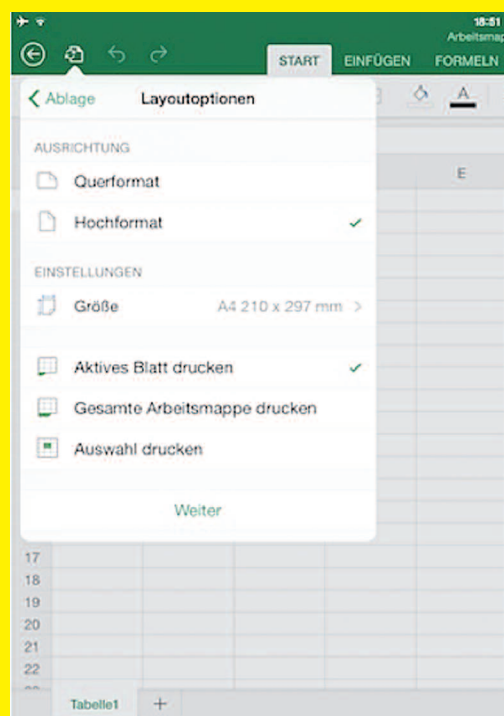 18:51
Arbeitsmap
START EINFÜGEN FORMELN
Ablage Layoutoptionen
A
AUSRICHTUNG
E
Querformat
Hochformat
EINSTELLUNGEN
Größe A4 210 x 297 mm
Aktives Blatt drucken
Gesamte Arbeitsmappe drucken
Auswahl drucken
Weiter
17
18
19
20
21
22
Tabelle1 +